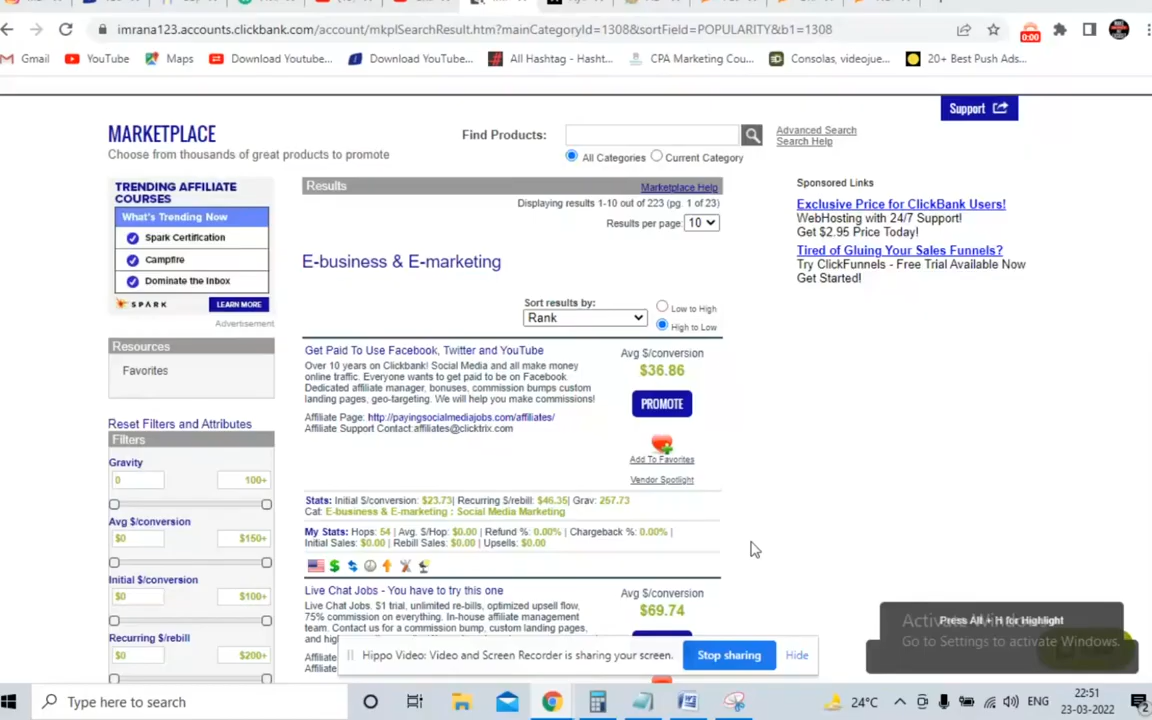 imrana123.accounts.clickbank.com/account/mkplSearchResult.htm?mainCategoryId=1308&sortField=POPULARITY&b1=1308
0:00
Gmail
YouTube
Maps
Download Youtube...
Download YouTube...
All Hashtag - Hasht...
CPA Marketing Cou...
Consolas, videojue...
20+ Best Push Ads...
Support
MARKETPLACE
Choose from thousands of great products to promote
Find Products:
Advanced Search
Search Help
All Categories
Current Category
TRENDING AFFILIATE
COURSES
What's Trending Now
Spark Certification
Campfire
Dominate the Inbox
SPARK
LEARN MORE
Advertisement
Resources
Favorites
Reset Filters and Attributes
Filters
Gravity
0 100+
Avg $/conversion
$0 $150+
Initial $/conversion
$0 $100+
Recurring $/rebill
$0 $200+
Results
Marketplace Help
Displaying results 1-10 out of 223 (pg. 1 of 23)
Results per page: 10
E-business & E-marketing
Sort results by:
Rank
Low to High
High to Low
Get Paid To Use Facebook, Twitter and YouTube
Over 10 years on Clickbank! Social Media and all make money
online traffic. Everyone wants to get paid to be on Facebook.
Dedicated affiliate manager, bonuses, commission bumps custom
landing pages, geo-targeting. We will help you make commissions!
Affiliate Page: http://payingsocialmediajobs.com/affiliates/
Affiliate Support Contact:affiliates@clicktrix.com
Avg $/conversion
$36.86
PROMOTE
Add To Favorites
Vendor Spotlight
Stats: Initial $/conversion: $23.73| Recurring $/rebill: $46.35| Grav: 257.73
Cat: E-business & E-marketing : Social Media Marketing
My Stats: Hops: 54 | Avg. $/Hop: $0.00 | Refund %: 0.00% | Chargeback %: 0.00% |
Initial Sales: $0.00 | Rebill Sales: $0.00 | Upsells: $0.00
Live Chat Jobs - You have to try this one
Live Chat Jobs. $1 trial, unlimited re-bills, optimized upsell flow,
75% commission on everything. In-house affiliate management
team. Contact us for a commission bump, custom landing pages,
and high
Affiliate
Affiliate
Avg $/conversion
$69.74
Sponsored Links
Exclusive Price for ClickBank Users!
WebHosting with 24/7 Support!
Get $2.95 Price Today!
Tired of Gluing Your Sales Funnels?
Try ClickFunnels - Free Trial Available Now
Get Started!
Press Alt + H for Highlight
Go to Settings to activate Windows.
Hippo Video: Video and Screen Recorder is sharing your screen.
Stop sharing
Hide
Type here to search
24°C
ENG
22:51
23-03-2022
2